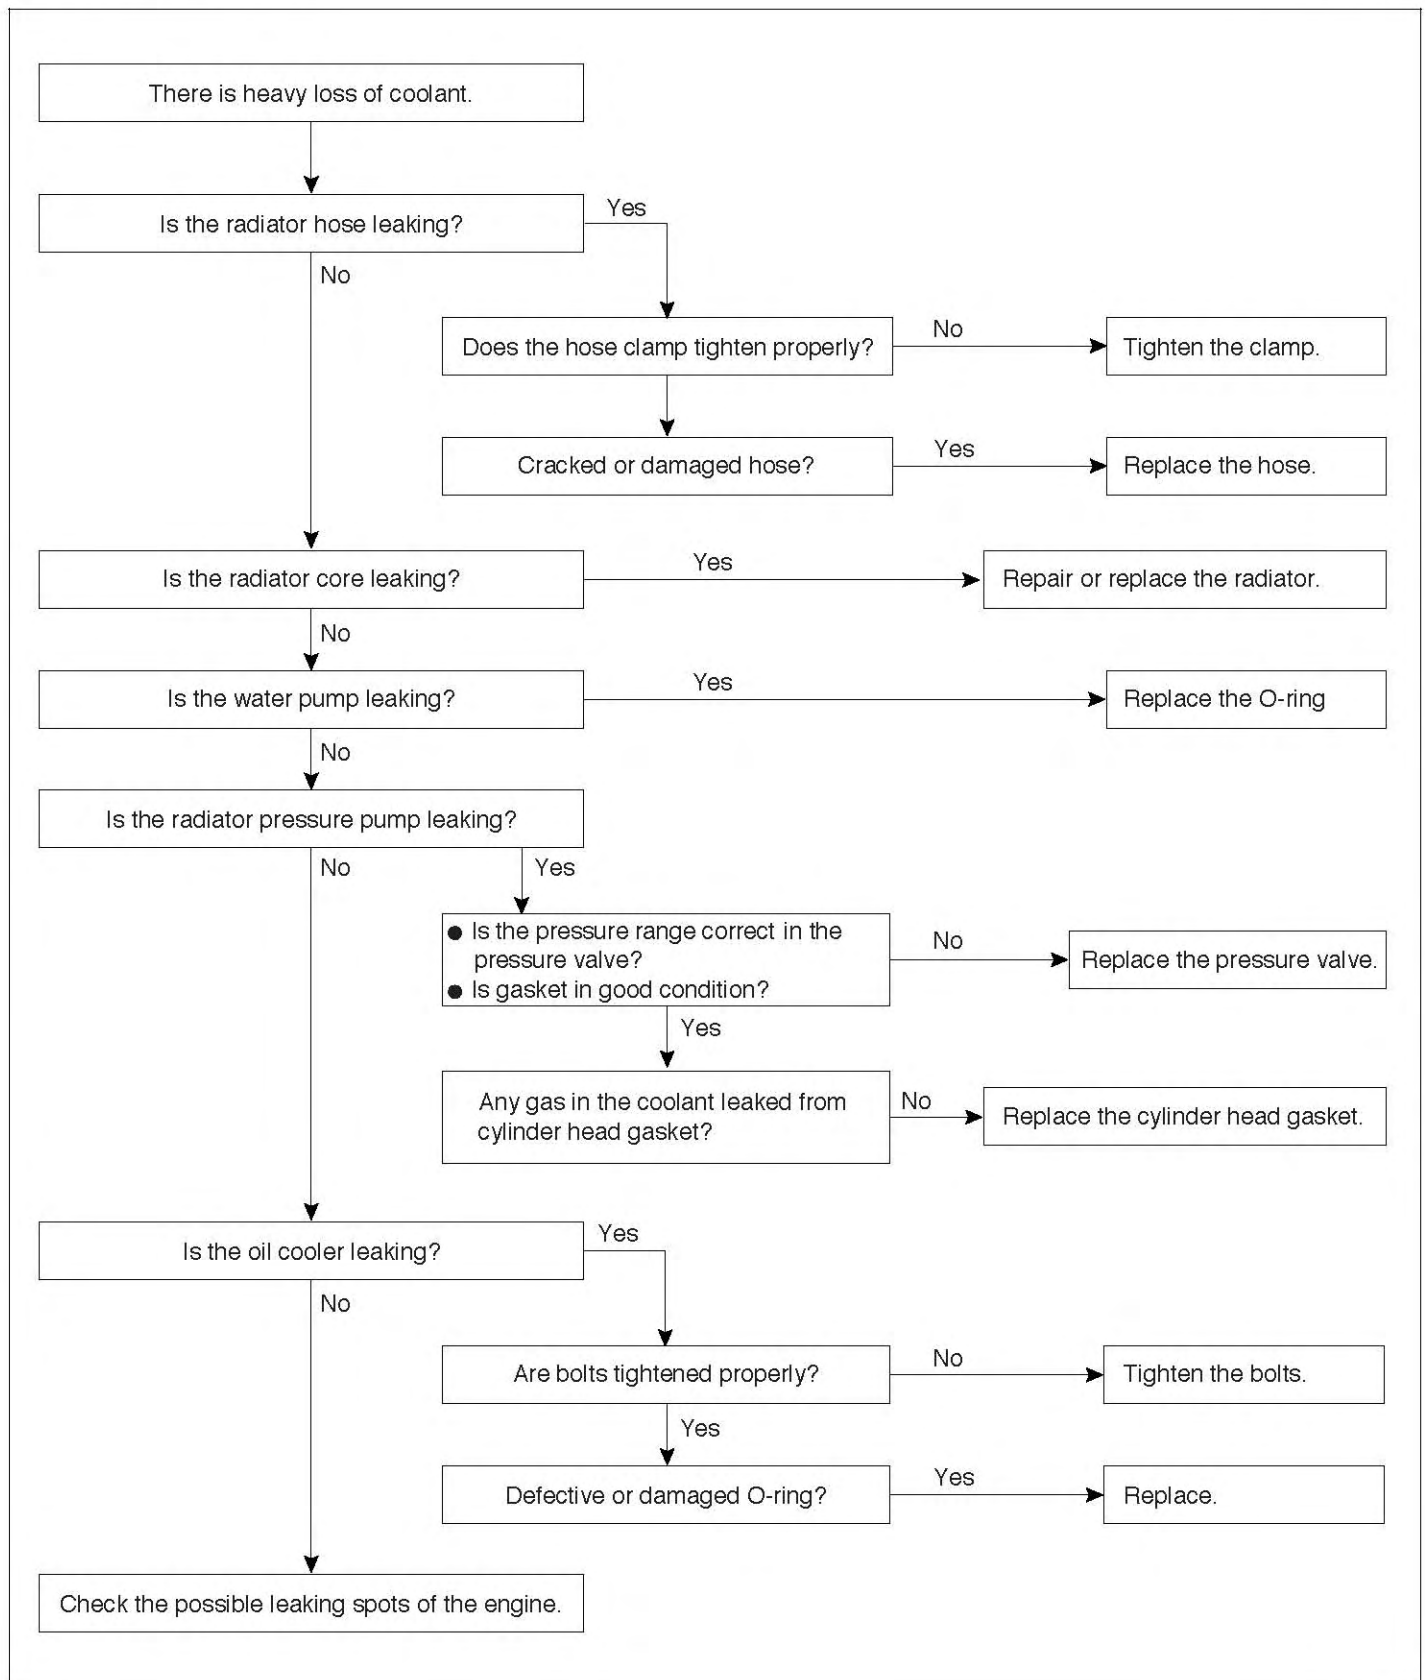 There is heavy loss of coolant.
Is the radiator hose leaking?
Yes
No
Does the hose clamp tighten properly?
No
Tighten the clamp.
Cracked or damaged hose?
Yes
Replace the hose.
Is the radiator core leaking?
Yes
Repair or replace the radiator.
No
Is the water pump leaking?
Yes
Replace the O-ring
No
Is the radiator pressure pump leaking?
No
Yes
● Is the pressure range correct in the
pressure valve?
● Is gasket in good condition?
No
Replace the pressure valve.
Yes
Any gas in the coolant leaked from
cylinder head gasket?
No
Replace the cylinder head gasket.
Is the oil cooler leaking?
Yes
No
Are bolts tightened properly?
No
Tighten the bolts.
Yes
Defective or damaged O-ring?
Yes
Replace.
Check the possible leaking spots of the engine.